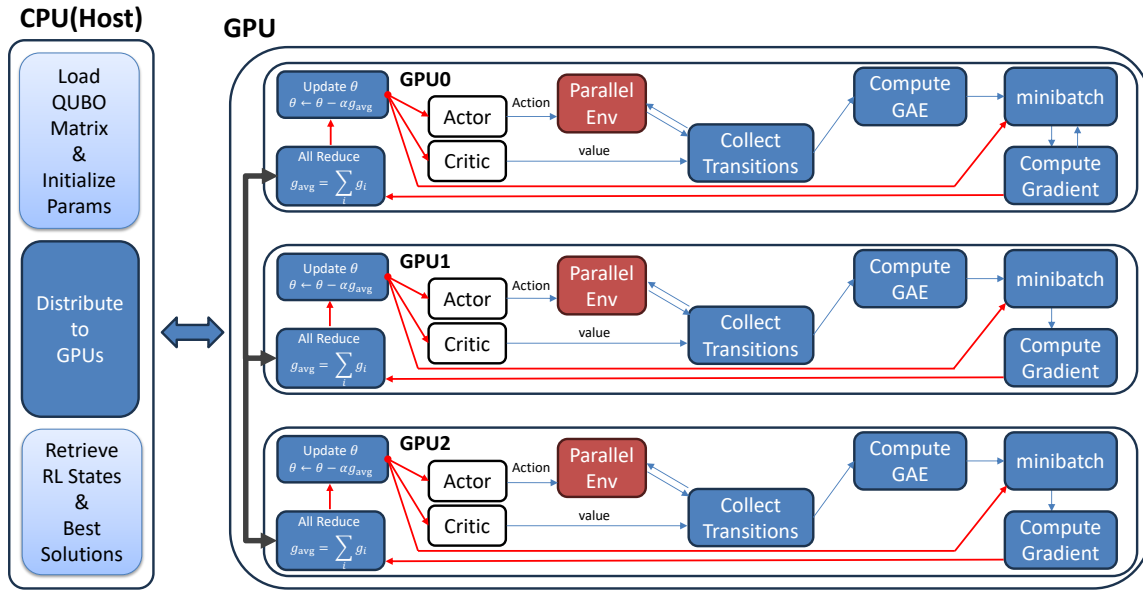 CPU(Host)
Load
QUBO
Matrix
&
Initialize
Params
Distribute
to
GPUs
Retrieve
RL States
&
Best
Solutions
GPU
GPU0
Update θ
θ ← θ − αg_avg
All Reduce
g_avg = ∑_i g_i
Actor
Critic
Action
value
Parallel
Env
Collect
Transitions
Compute
GAE
minibatch
Compute
Gradient
GPU1
Update θ
θ ← θ − αg_avg
All Reduce
g_avg = ∑_i g_i
Actor
Critic
Action
value
Parallel
Env
Collect
Transitions
Compute
GAE
minibatch
Compute
Gradient
GPU2
Update θ
θ ← θ − αg_avg
All Reduce
g_avg = ∑_i g_i
Actor
Critic
Action
value
Parallel
Env
Collect
Transitions
Compute
GAE
minibatch
Compute
Gradient